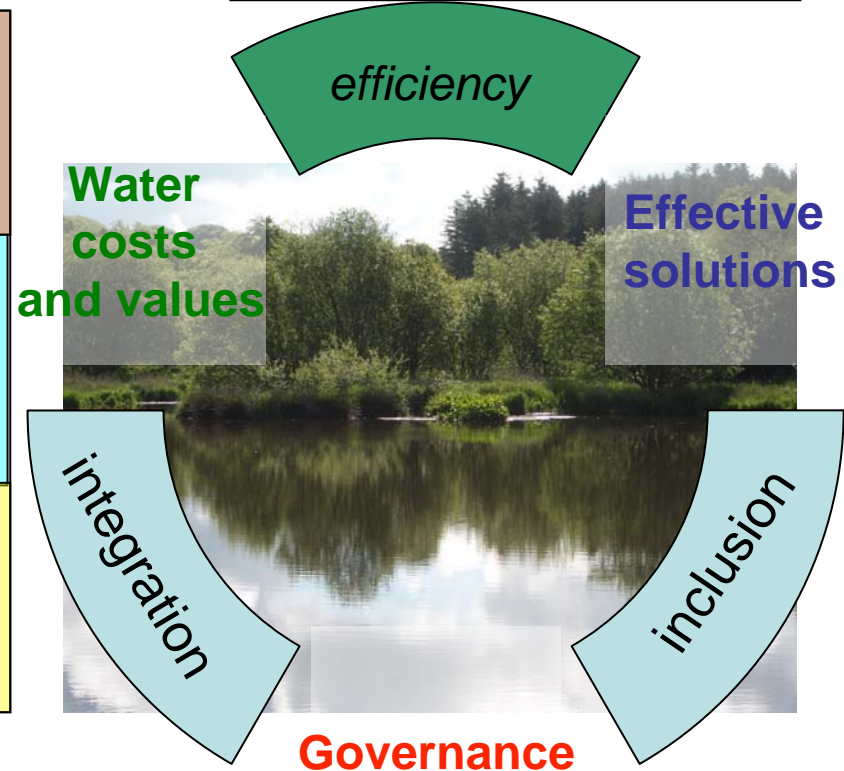 efficiency
Water
costs
and values
Effective
solutions
integration
inclusion
Governance